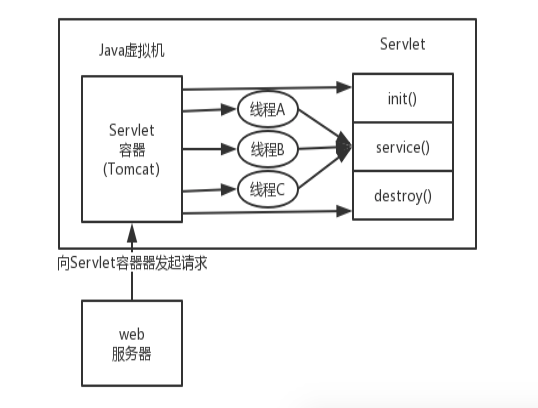 Java虚拟机
Servlet
Servlet
容器
(Tomcat)
线程A
线程B
线程C
init()
service()
destroy()
向Servlet容器器发起请求
web
服务器